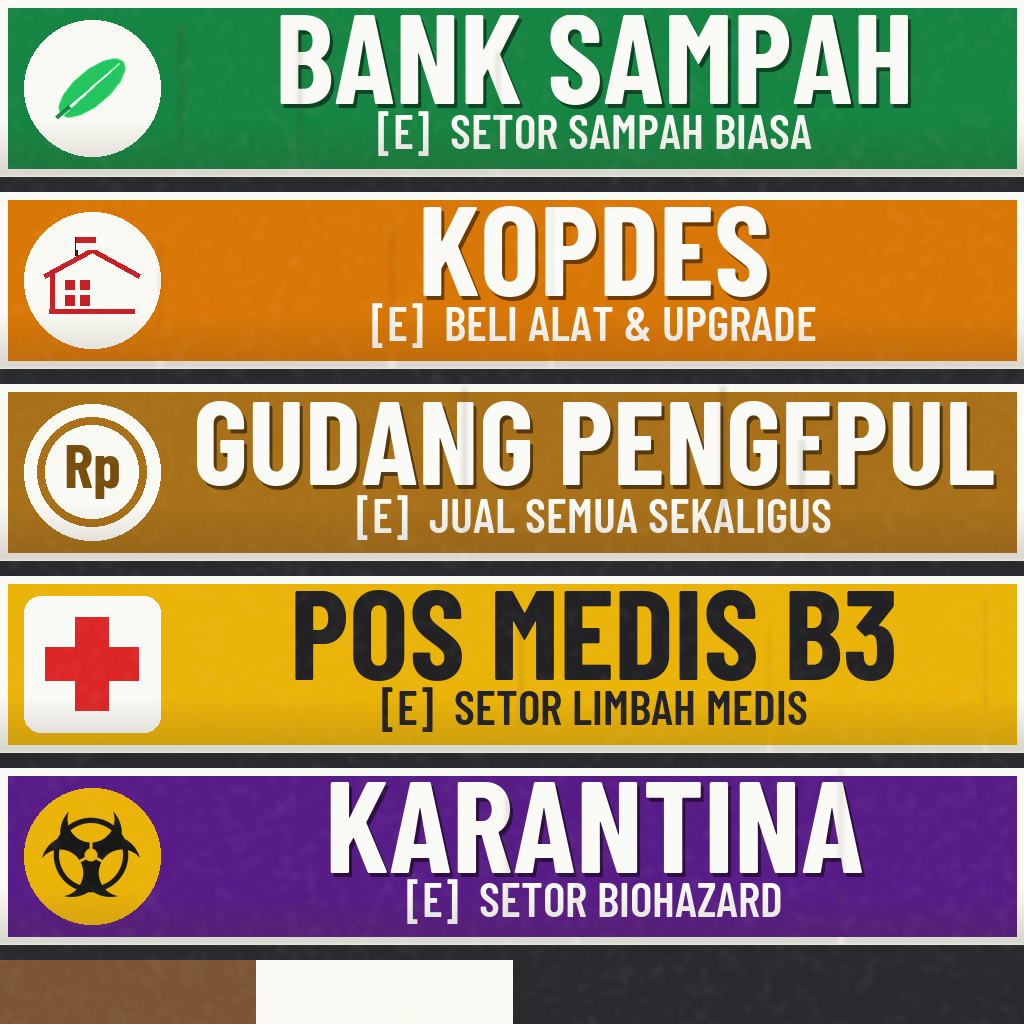 BANK SAMPAH
[E] SETOR SAMPAH BIASA
KOPDES
[E] BELI ALAT & UPGRADE
Rp
GUDANG PENGEPUL
[E] JUAL SEMUA SEKALIGUS
POS MEDIS B3
[E] SETOR LIMBAH MEDIS
KARANTINA
[E] SETOR BIOHAZARD